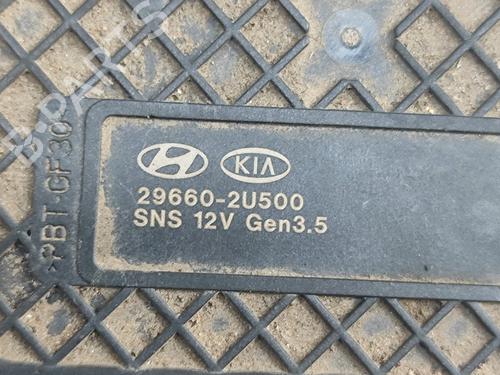 B-PARTS
KIA
29660-2U500
SNS 12V Gen3.5
>PBT-GF30